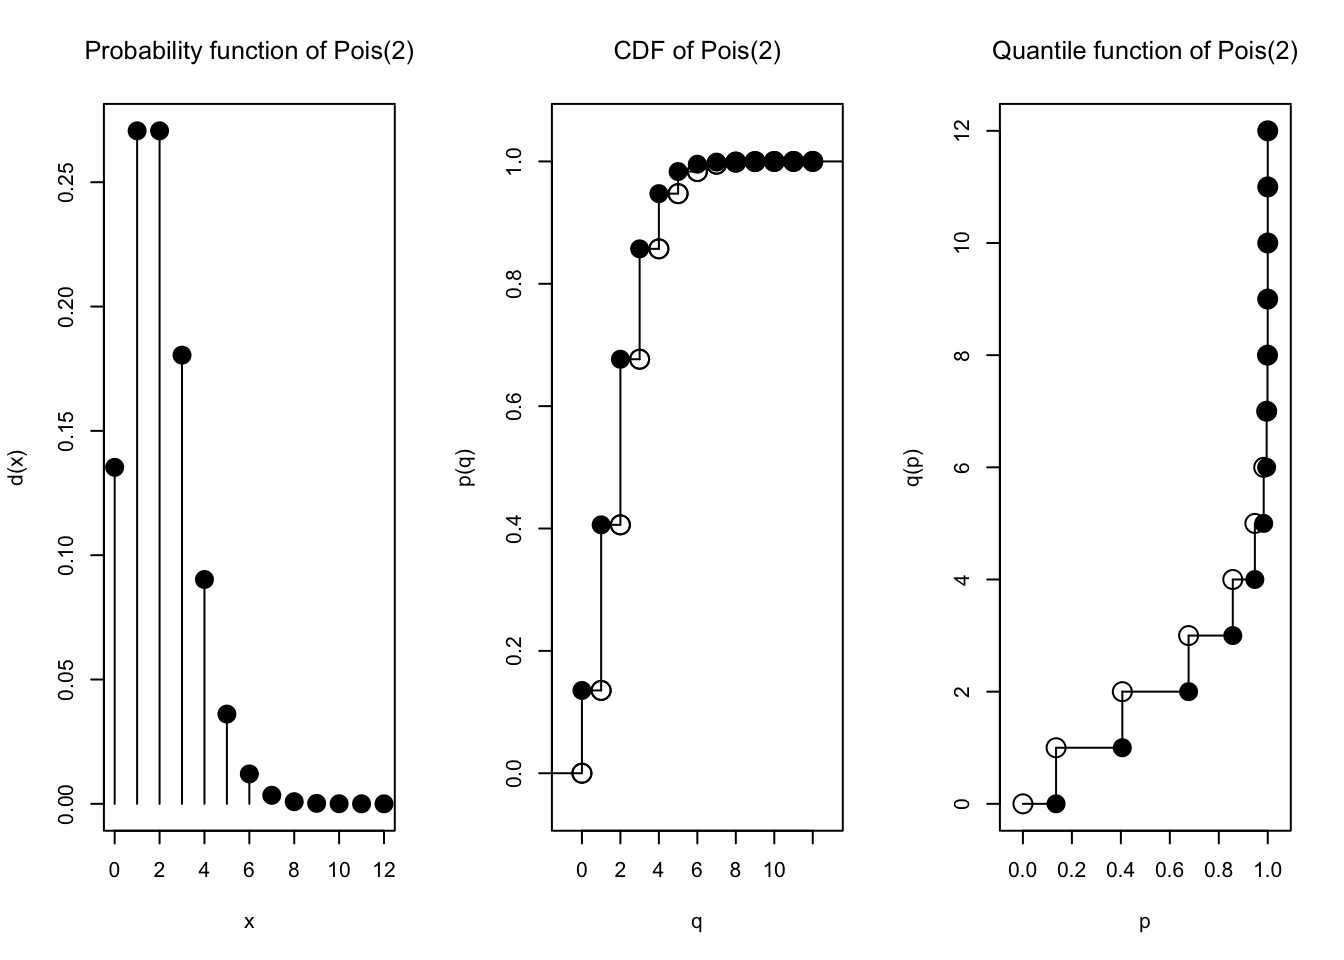 Probability function of Pois(2)
d(x)
0.25
0.20
0.15
0.10
0.05
0.00
0 2 4 6 8 10 12
x
CDF of Pois(2)
p(q)
1.0
0.8
0.6
0.4
0.2
0.0
0 2 4 6 8 10
q
Quantile function of Pois(2)
q(p)
12
10
8
6
4
2
0
0.0 0.2 0.4 0.6 0.8 1.0
p